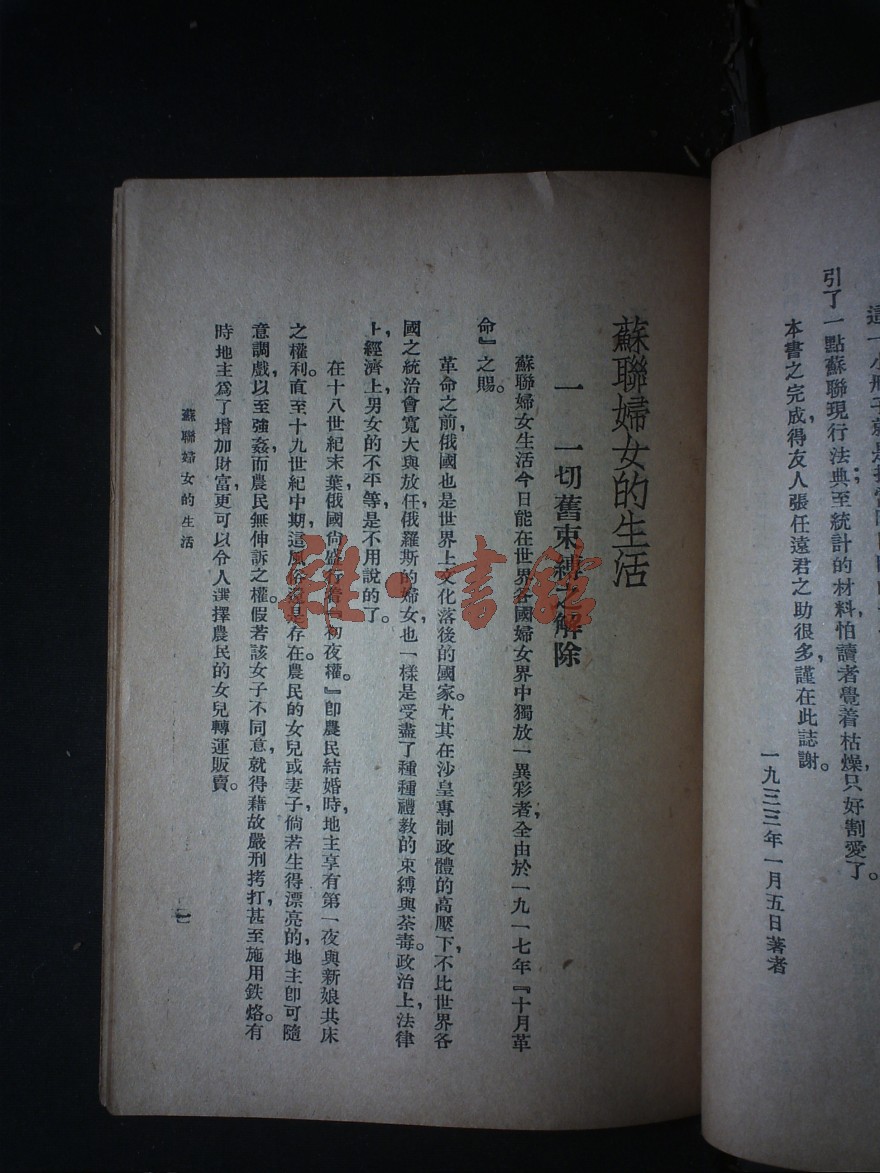 引了一點蘇聯現行法典至統計的材料，怕讀者覺着枯燥，只好割愛了。
本書之完成得友人張任遠君之助很多，謹在此誌謝。
一九三三年一月五日著者
蘇聯婦女的生活
一 一切舊束縛之解除
蘇聯婦女生活今日能在世界各國婦女界中獨放一異彩者，全由於一九一七年『十月革
命』之賜。
革命之前，俄國也是世界上文化落後的國家。尤其在沙皇專制政體的高壓下，不比世界各
國之統治會寬大與放任，俄羅斯的婦女，也一樣是受盡了種種禮教的束縛與荼毒。政治上，法律
上，經濟上，男女的不平等，是不用說的了。
在十八世紀末葉，俄國尙盛行着『初夜權。』卽農民結婚時，地主享有第一夜與新娘共床
之權利。直至十九世紀中期，這風俗還是存在。農民的女兒或妻子，倘若生得漂亮的，地主卽可隨
意調戲，以至強姦，而農民無伸訴之權。假若該女子不同意，就得藉故嚴刑拷打，甚至施用鉄烙。有
時地主爲了增加財富，更可以令人選擇農民的女兒轉運販賣。
蘇聯婦女的生活
一
雜·書館